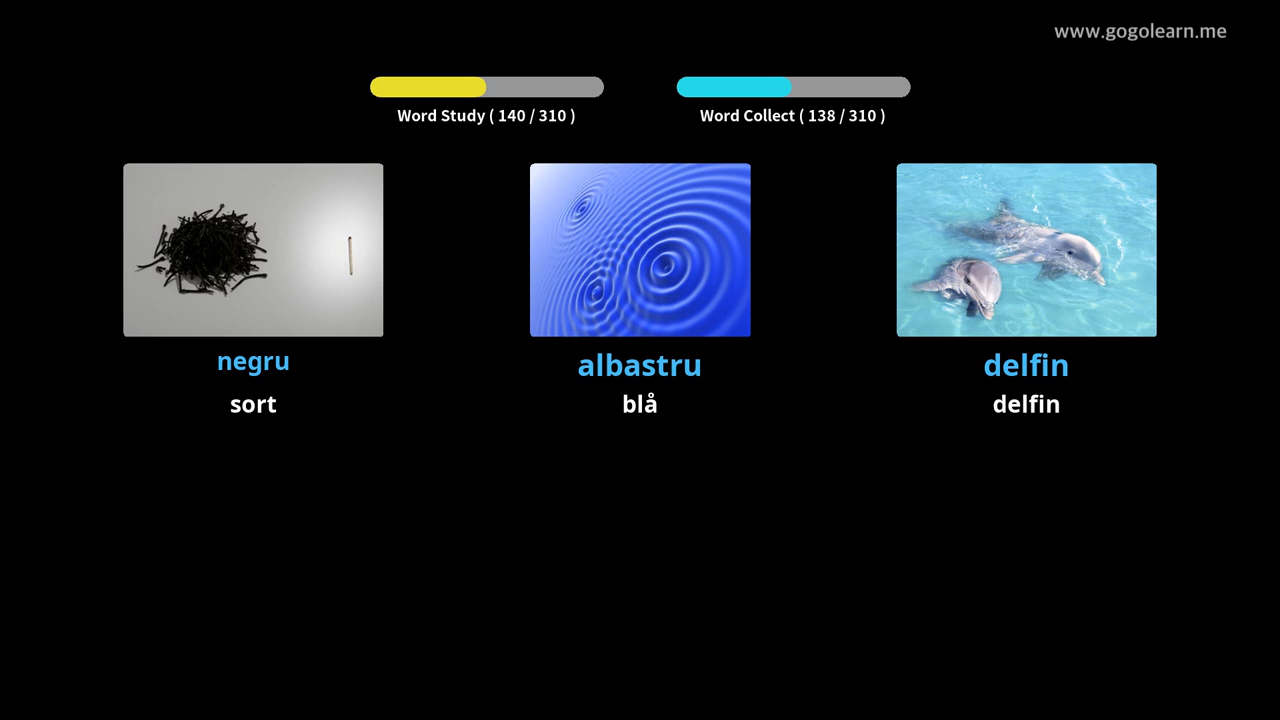 www.gogolearn.me
Word Study ( 140 / 310 )
Word Collect ( 138 / 310 )
negru
albastru
delfin
sort
blå
delfin